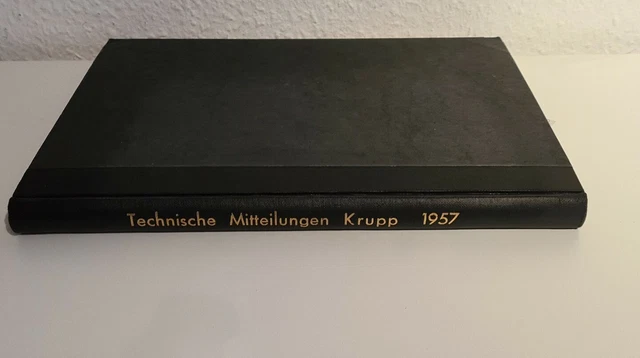 Technische Mitteilungen Krupp 1957